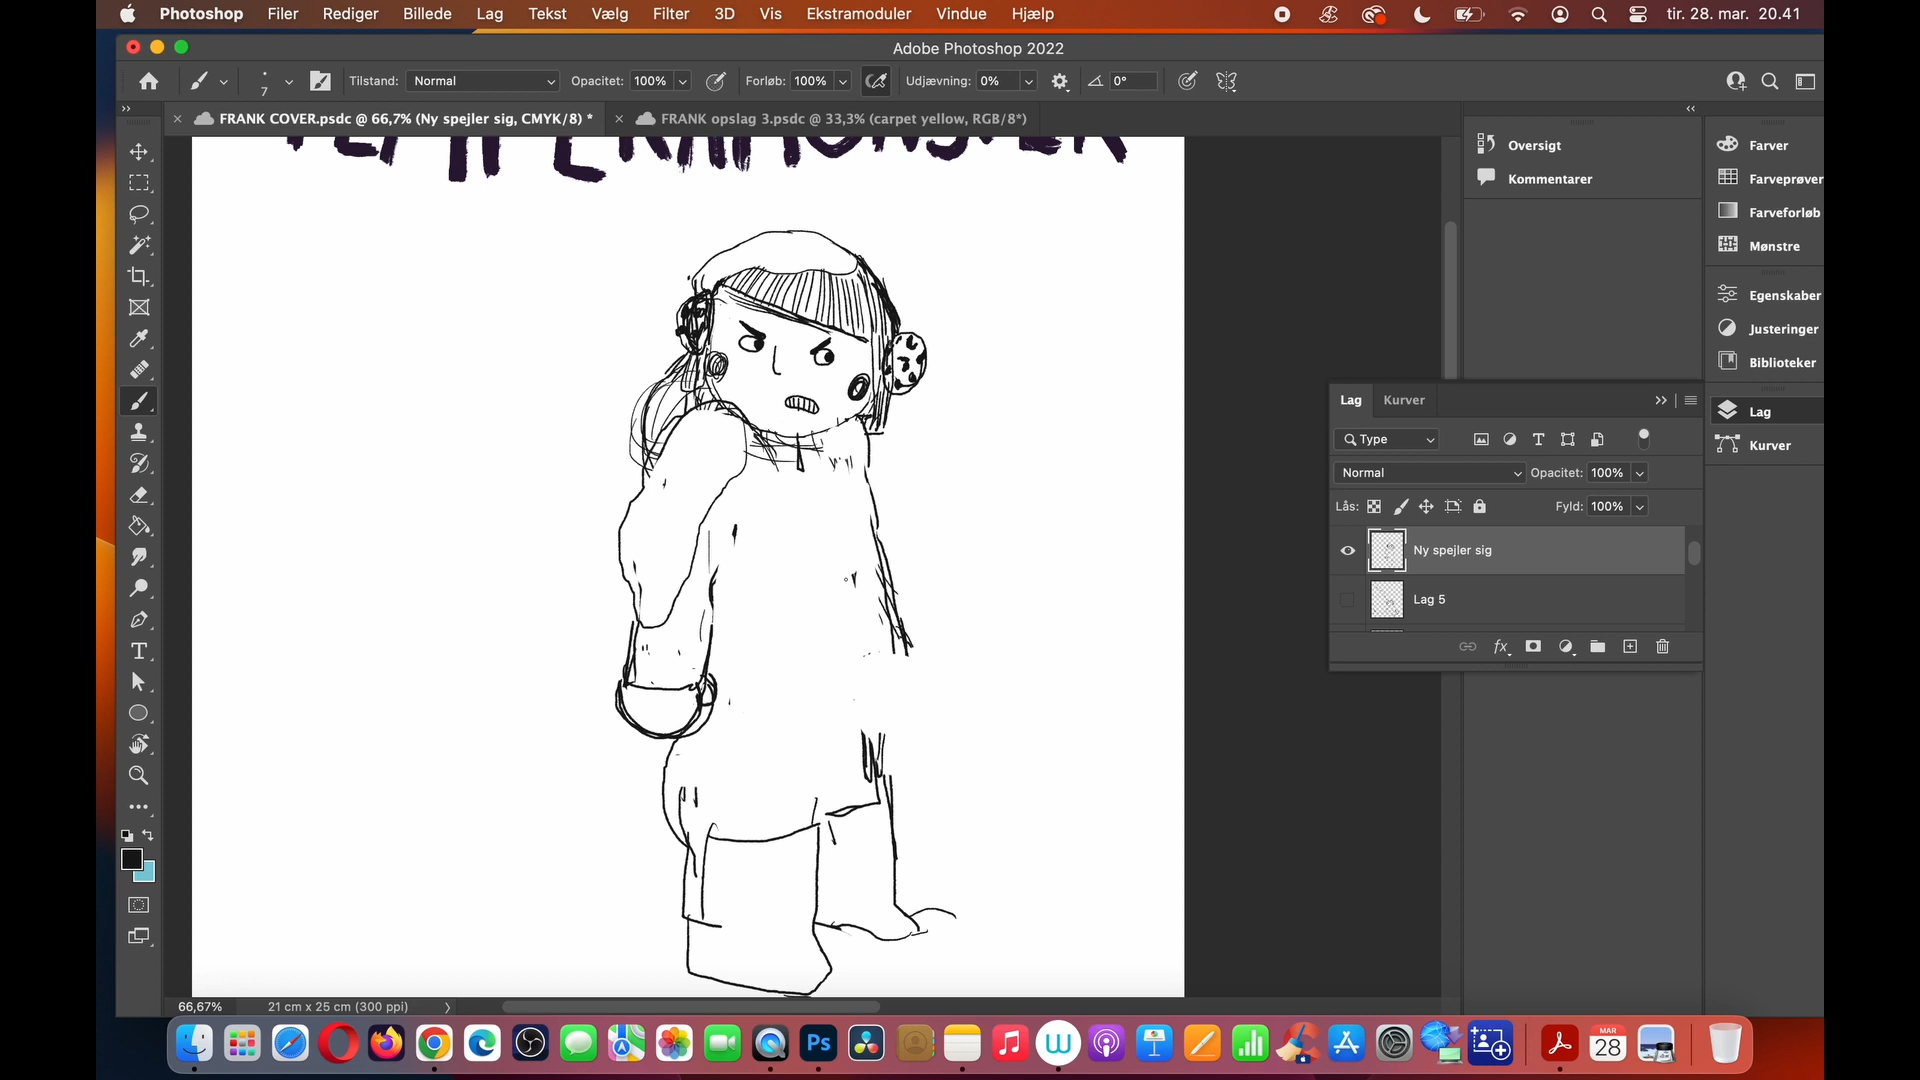 Photoshop Filer Rediger Billede Lag Tekst Vælg Filter 3D Vis Ekstramoduler Vindue Hjælp tir. 28. mar. 20.41
Adobe Photoshop 2022
7 Tilstand: Normal Opacitet: 100% Forløb: 100% Udjævning: 0% 0°
FRANK COVER.psdc @ 66,7% (Ny spejler sig, CMYK/8) *
FRANK opslag 3.psdc @ 33,3% (carpet yellow, RGB/8*)
Oversigt
Kommentarer
Farver
Farveprøver
Farveforløb
Mønstre
Egenskaber
Justeringer
Biblioteker
Lag
Kurver
Lag Kurver
Type
Normal Opacitet: 100%
Lås: Fyld: 100%
Ny spejler sig
Lag 5
fx
66,67% 21 cm x 25 cm (300 ppi)
Ps
MAR
28